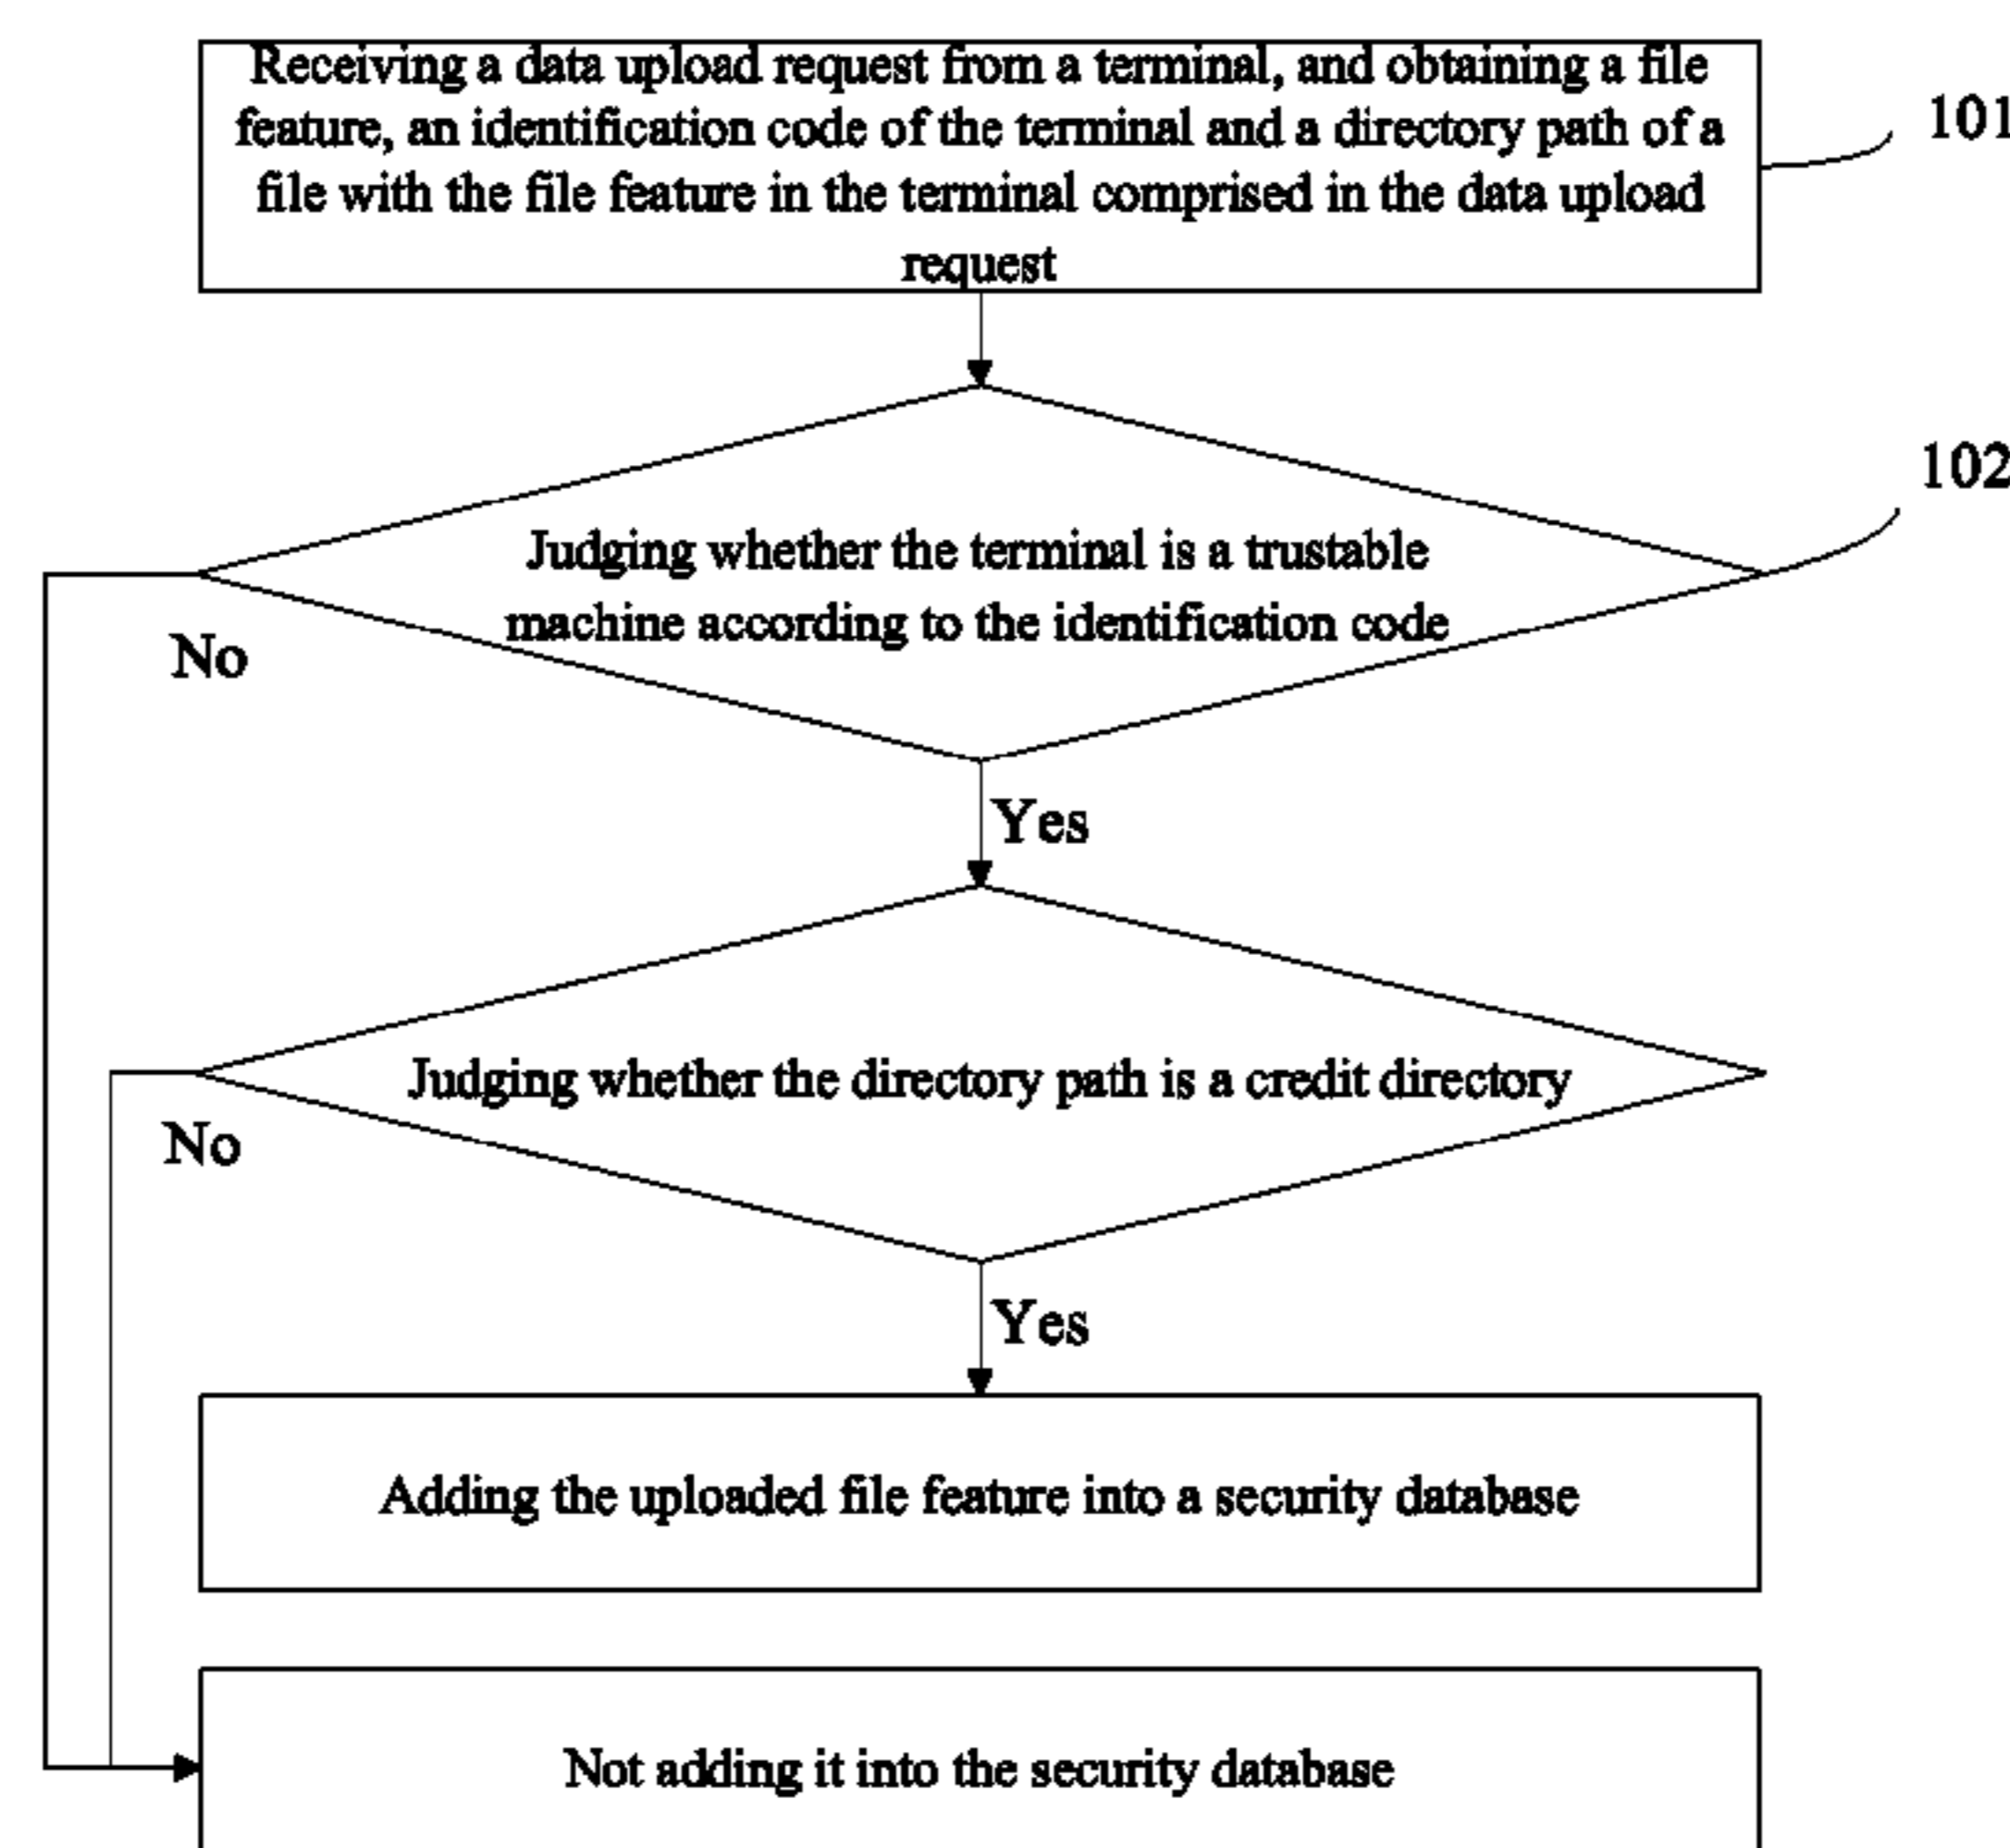 Receiving a data upload request from a terminal, and obtaining a file
feature, an identification code of the terminal and a directory path of a
file with the file feature in the terminal comprised in the data upload
request
101
102
Judging whether the terminal is a trustable
machine according to the identification code
No
Yes
Judging whether the directory path is a credit directory
No
Yes
Adding the uploaded file feature into a security database
Not adding it into the security database